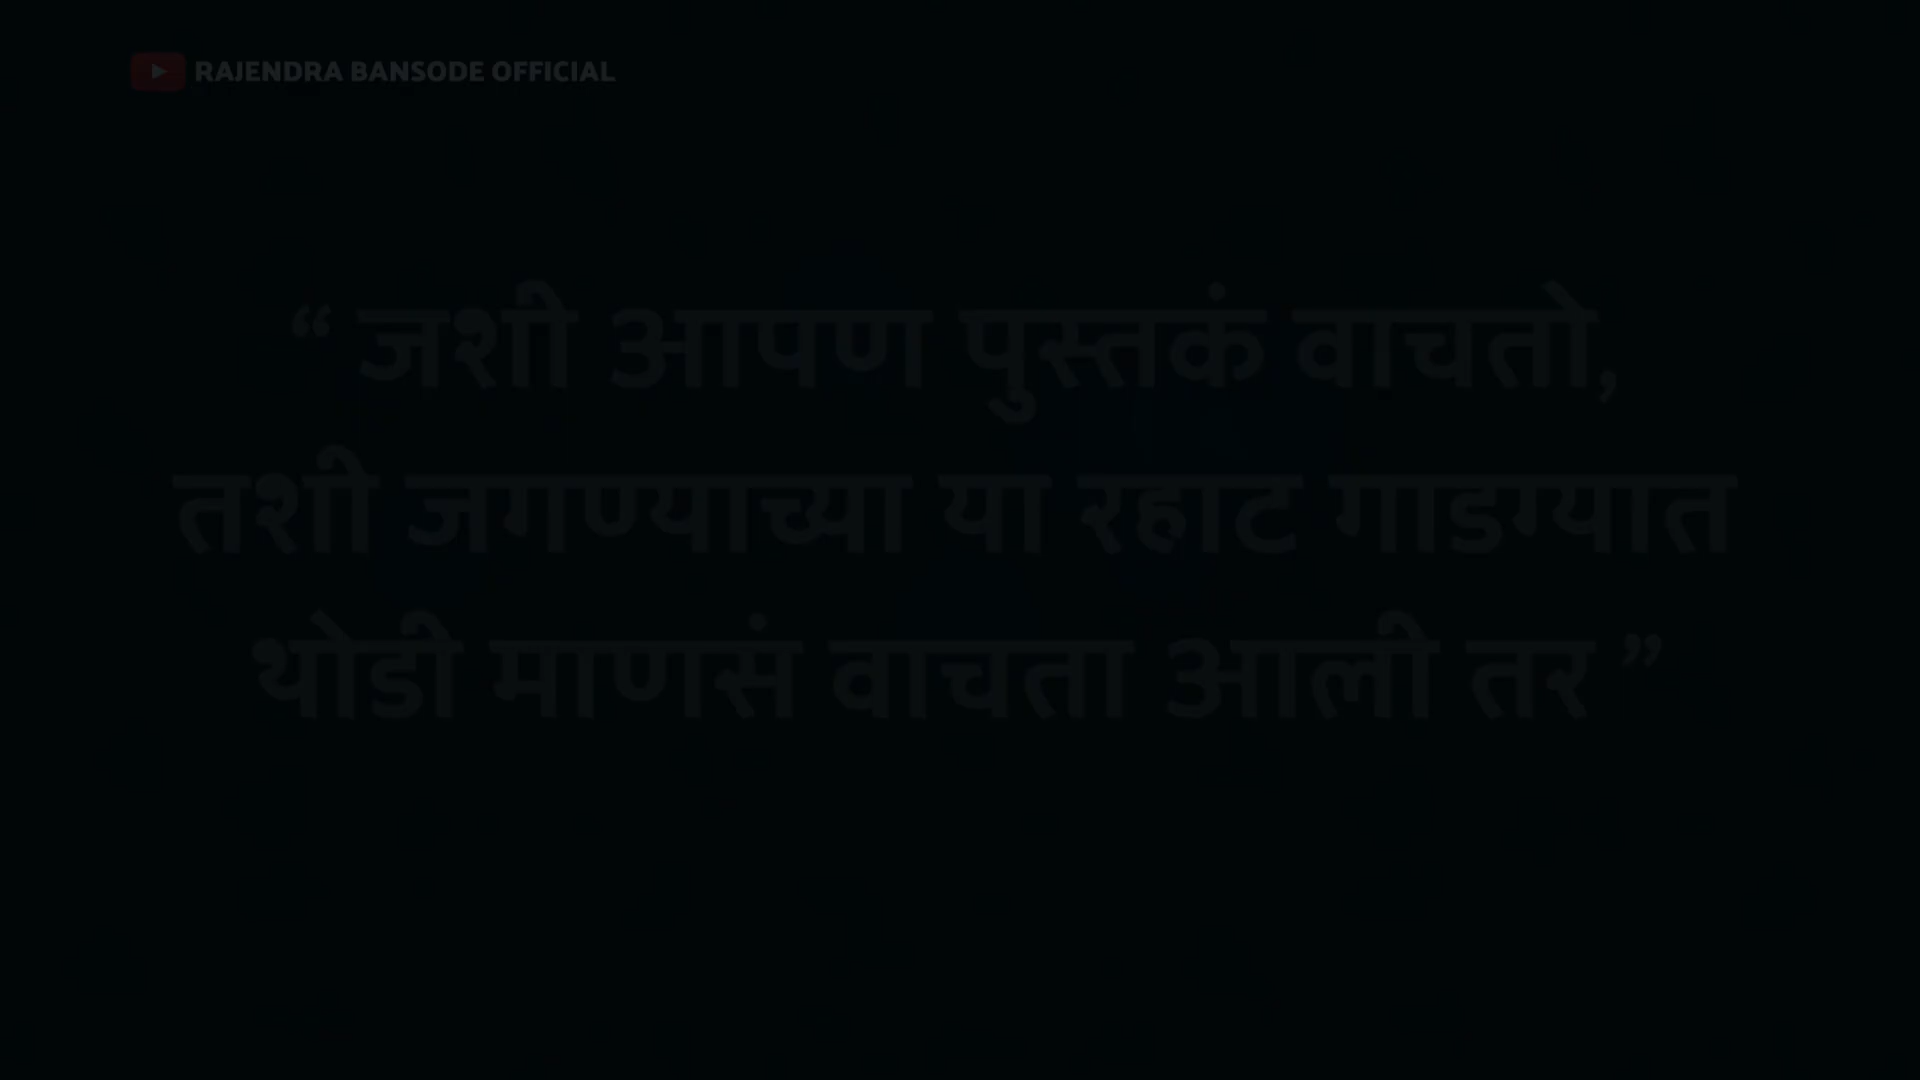 RAJENDRA BANSODE OFFICIAL
“ जशी आपण पुस्तकं वाचतो,
तशी जगण्याच्या या रहाट गाडग्यात
थोडी माणसं वाचता आली तर ”